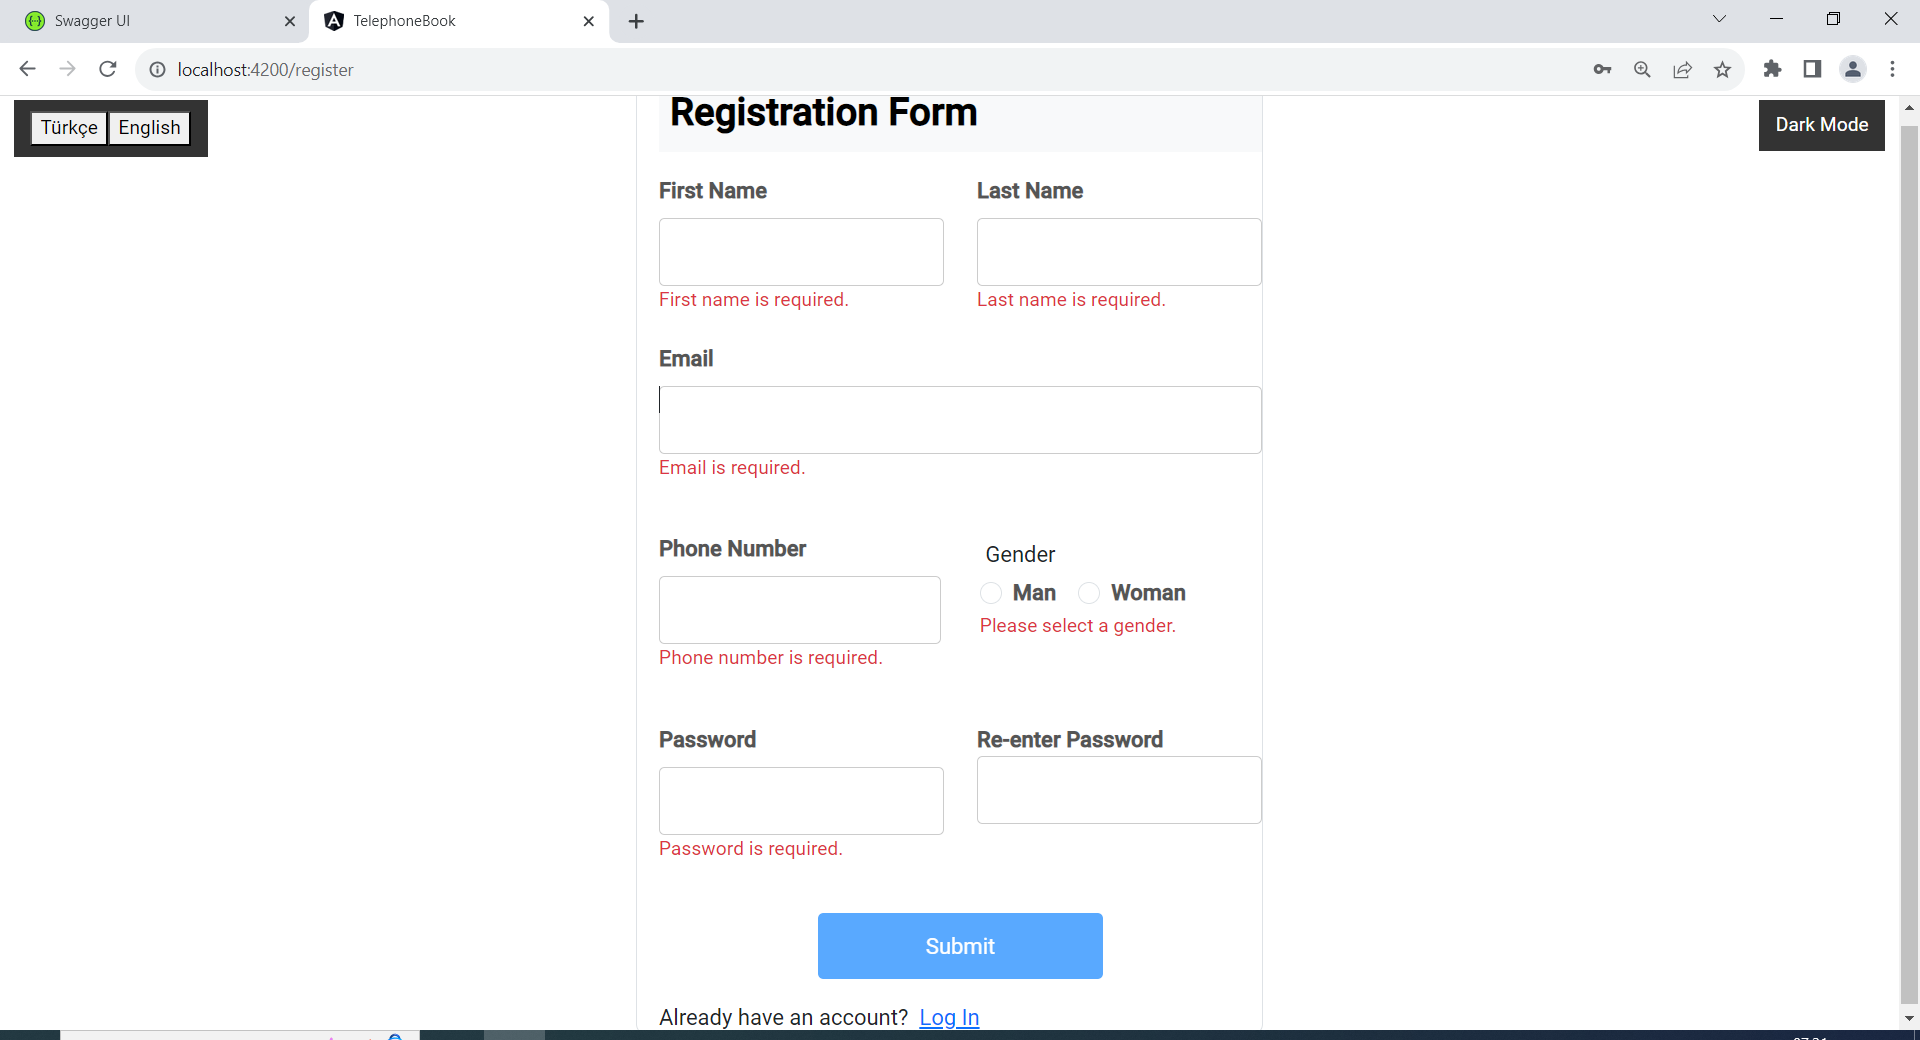 Swagger UI
TelephoneBook
localhost:4200/register
Türkçe English
Dark Mode
Registration Form
First Name Last Name
First name is required. Last name is required.
Email
Email is required.
Phone Number Gender
Man Woman
Please select a gender.
Phone number is required.
Password Re-enter Password
Password is required.
Submit
Already have an account? Log In